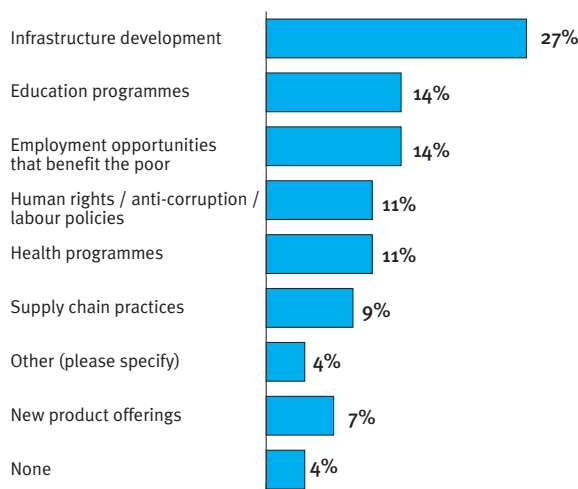 Infrastructure development 27%
Education programmes 14%
Employment opportunities
that benefit the poor 14%
Human rights / anti-corruption /
labour policies 11%
Health programmes 11%
Supply chain practices 9%
Other (please specify) 4%
New product offerings 7%
None 4%